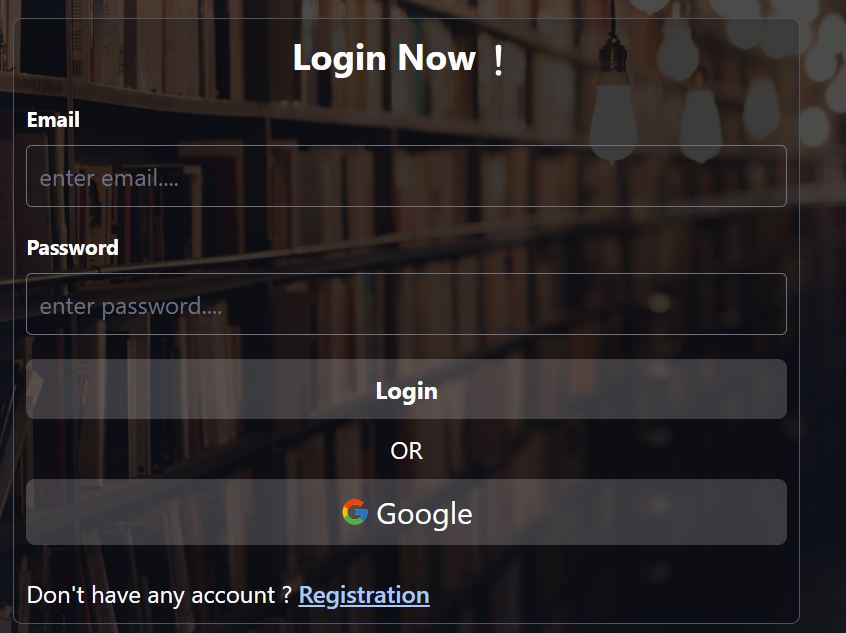 Login Now !
Email
enter email....
Password
enter password....
Login
OR
Google
Don't have any account ? Registration